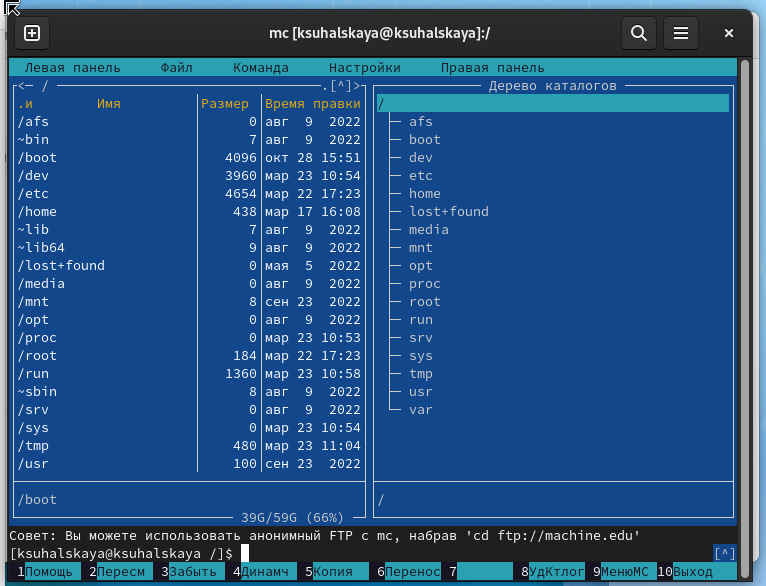 mc [ksuhalskaya@ksuhalskaya]:/
Левая панель Файл Команда Настройки Правая панель
<─ / .[^]> Дерево каталогов
.и Имя Размер Время правки /
/afs 0 авг 9 2022 afs
~bin 7 авг 9 2022 boot
/boot 4096 окт 28 15:51 dev
/dev 3960 мар 23 10:54 etc
/etc 4654 мар 22 17:23 home
/home 438 мар 17 16:08 lost+found
~lib 7 авг 9 2022 media
~lib64 9 авг 9 2022 mnt
/lost+found 0 мая 5 2022 opt
/media 0 авг 9 2022 proc
/mnt 8 сен 23 2022 root
/opt 0 авг 9 2022 run
/proc 0 мар 23 10:53 srv
/root 184 мар 22 17:23 sys
/run 1360 мар 23 10:58 tmp
~sbin 8 авг 9 2022 usr
/srv 0 авг 9 2022 var
/sys 0 мар 23 10:54
/tmp 480 мар 23 11:04
/usr 100 сен 23 2022
/boot /
39G/59G (66%)
Совет: Вы можете использовать анонимный FTP с mc, набрав 'cd ftp://machine.edu'
[ksuhalskaya@ksuhalskaya /]$ [^]
1Помощь 2Пересм 3Забыть 4Динамч 5Копия 6Перенос 7 8УдКтлог 9МенюMC 10Выход